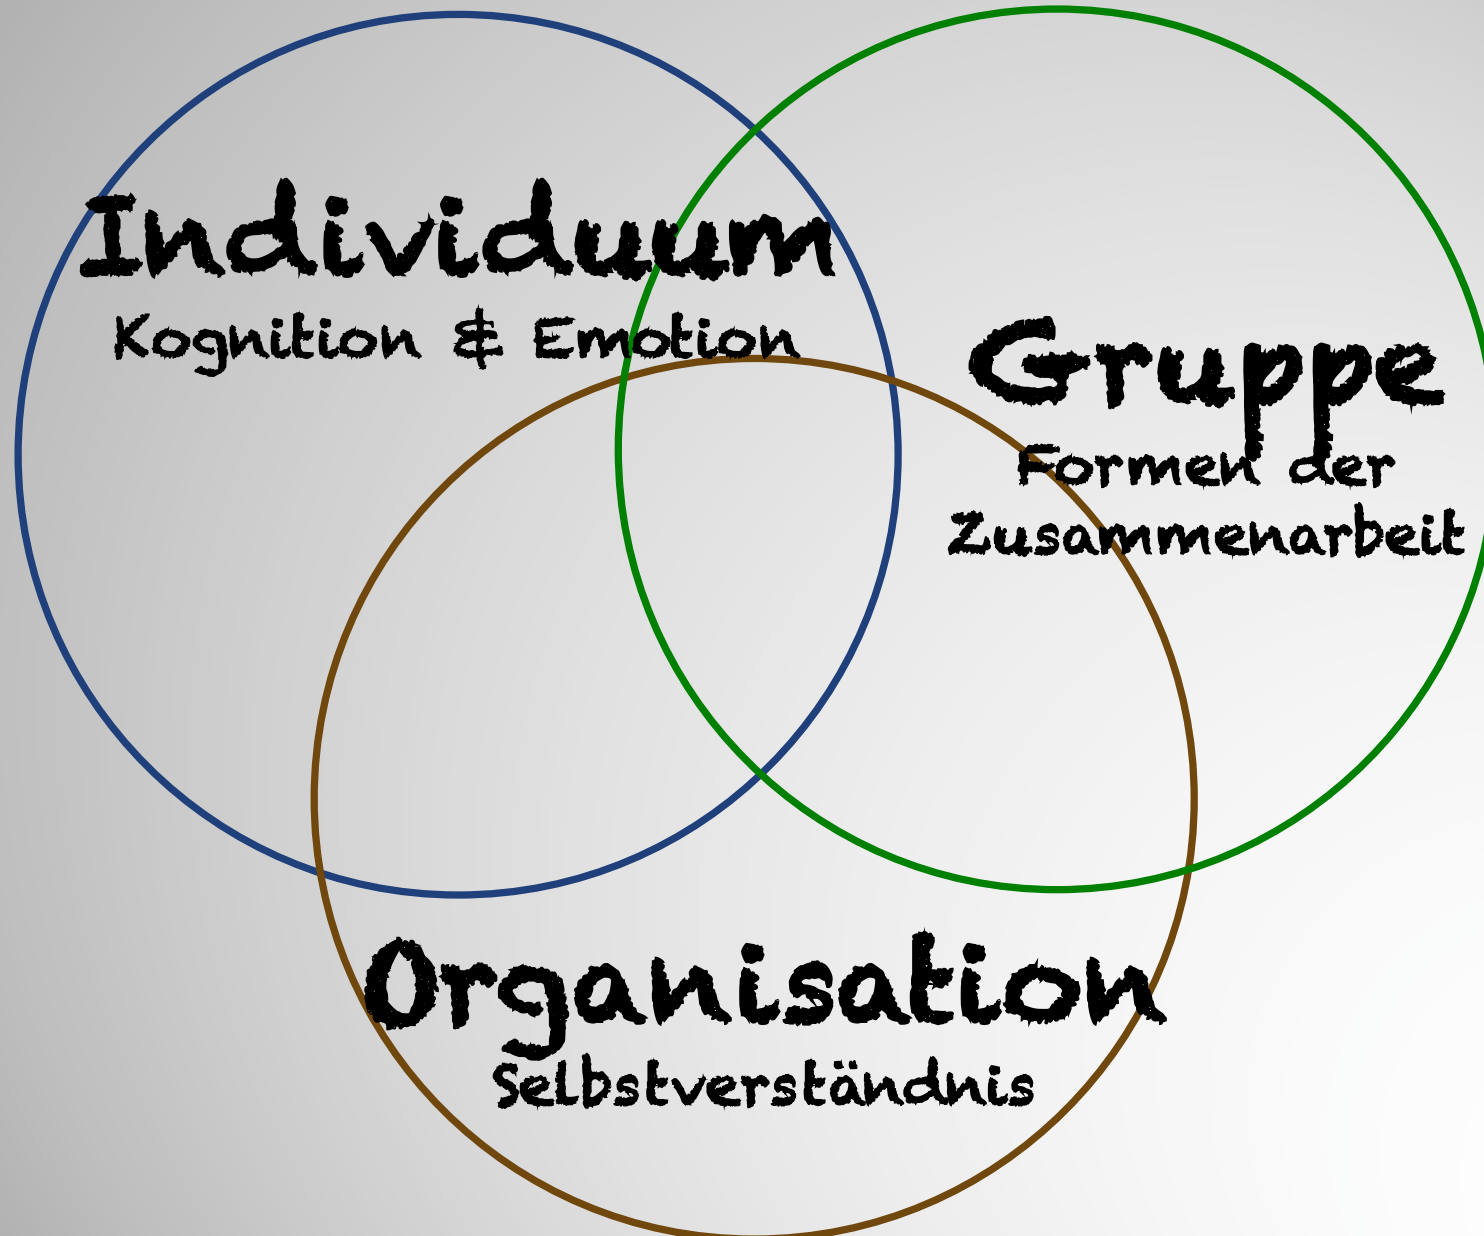 Individuum
Kognition & Emotion
Gruppe
Formen der
Zusammenarbeit
Organisation
Selbstverständnis